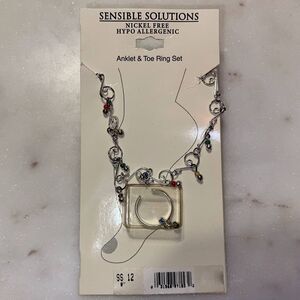 SENSIBLE SOLUTIONS
NICKEL FREE
HYPO ALLERGENIC
Anklet & Toe Ring Set
SS 12